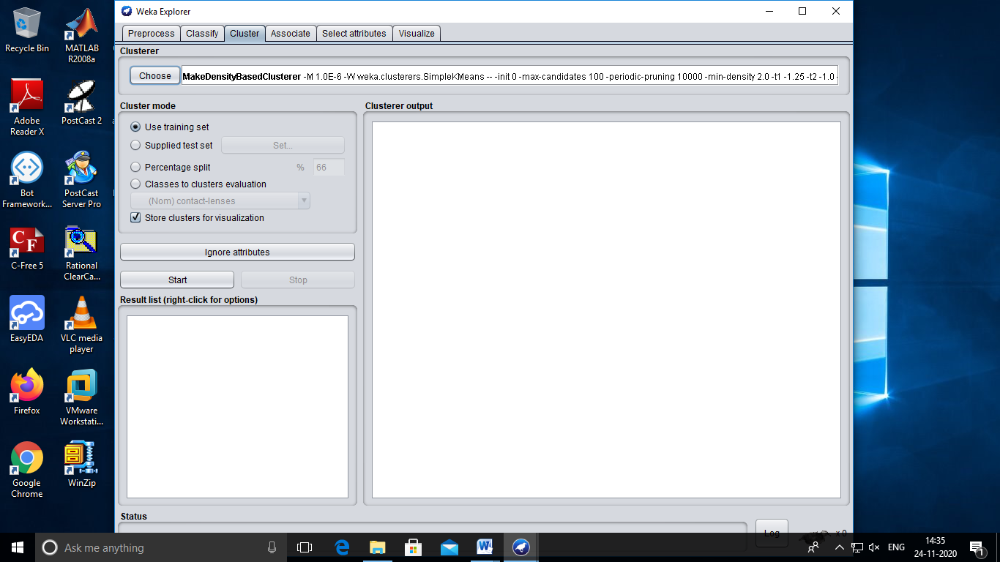 Weka Explorer
Preprocess Classify Cluster Associate Select attributes Visualize
Clusterer
Choose MakeDensityBasedClusterer -M 1.0E-6 -W weka.clusterers.SimpleKMeans -- -init 0 -max-candidates 100 -periodic-pruning 10000 -min-density 2.0 -t1 -1.25 -t2 -1.0 -
Cluster mode
Use training set
Supplied test set Set...
Percentage split % 66
Classes to clusters evaluation
(Nom) contact-lenses
Store clusters for visualization
Ignore attributes
Start Stop
Result list (right-click for options)
Clusterer output
Status
Log x 0
Recycle Bin
MATLAB
R2008a
Adobe
Reader X
PostCast 2
Bot
Framework...
PostCast
Server Pro
C-Free 5
Rational
ClearCa...
EasyEDA
VLC media
player
Firefox
VMware
Workstati...
Google
Chrome
WinZip
Ask me anything
ENG
14:35
24-11-2020
1